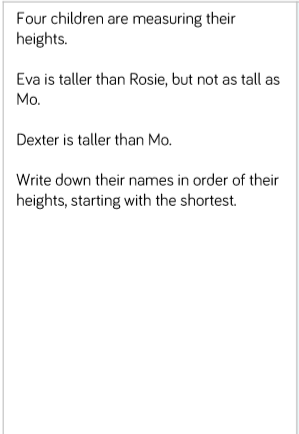 Four children are measuring their
heights.
Eva is taller than Rosie, but not as tall as
Mo.
Dexter is taller than Mo.
Write down their names in order of their
heights, starting with the shortest.